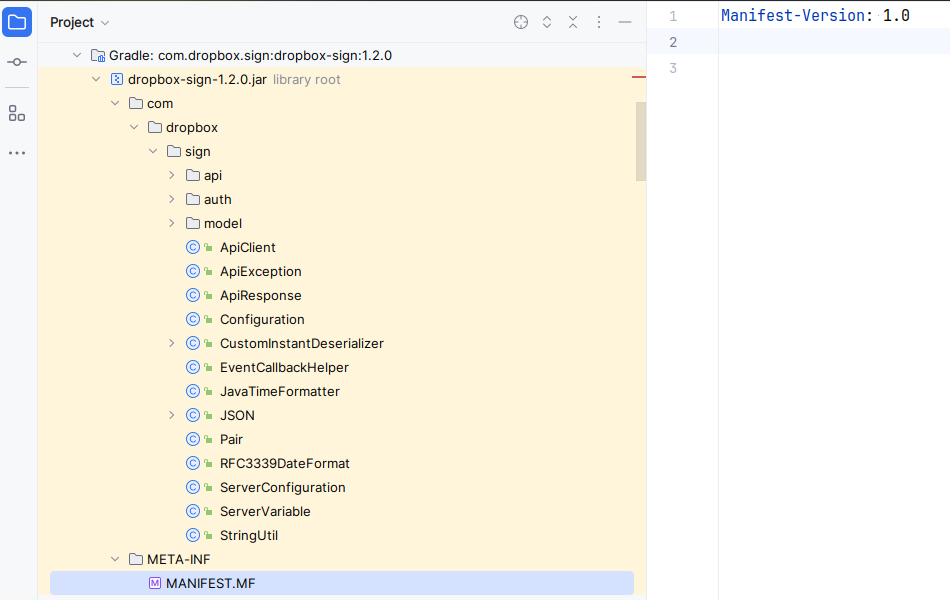 Project
Gradle: com.dropbox.sign:dropbox-sign:1.2.0
dropbox-sign-1.2.0.jar library root
com
dropbox
sign
api
auth
model
ApiClient
ApiException
ApiResponse
Configuration
CustomInstantDeserializer
EventCallbackHelper
JavaTimeFormatter
JSON
Pair
RFC3339DateFormat
ServerConfiguration
ServerVariable
StringUtil
META-INF
MANIFEST.MF
1 Manifest-Version: 1.0
2
3